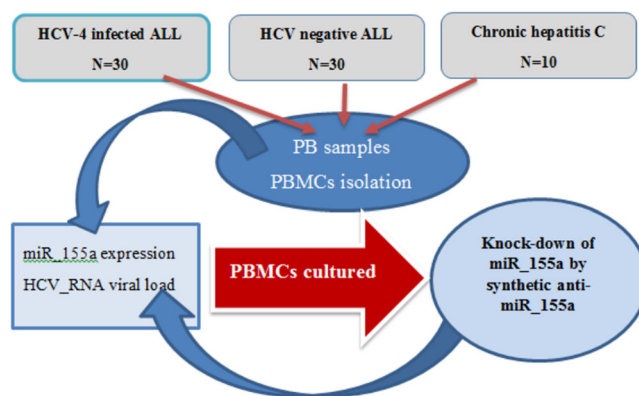 HCV-4 infected ALL
N=30
HCV negative ALL
N=30
Chronic hepatitis C
N=10
PB samples
PBMCs isolation
miR_155a expression
HCV_RNA viral load
PBMCs cultured
Knock-down of
miR_155a by
synthetic anti-
miR_155a